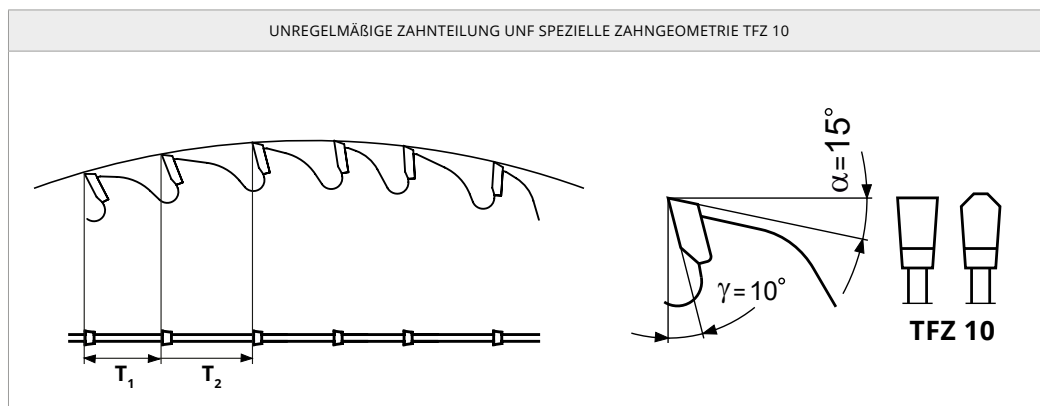 UNREGELMÄßIGE ZAHNTEILUNG UNF SPEZIELLE ZAHNGEOMETRIE TFZ 10
α=15°
γ=10°
TFZ 10
T₁ T₂